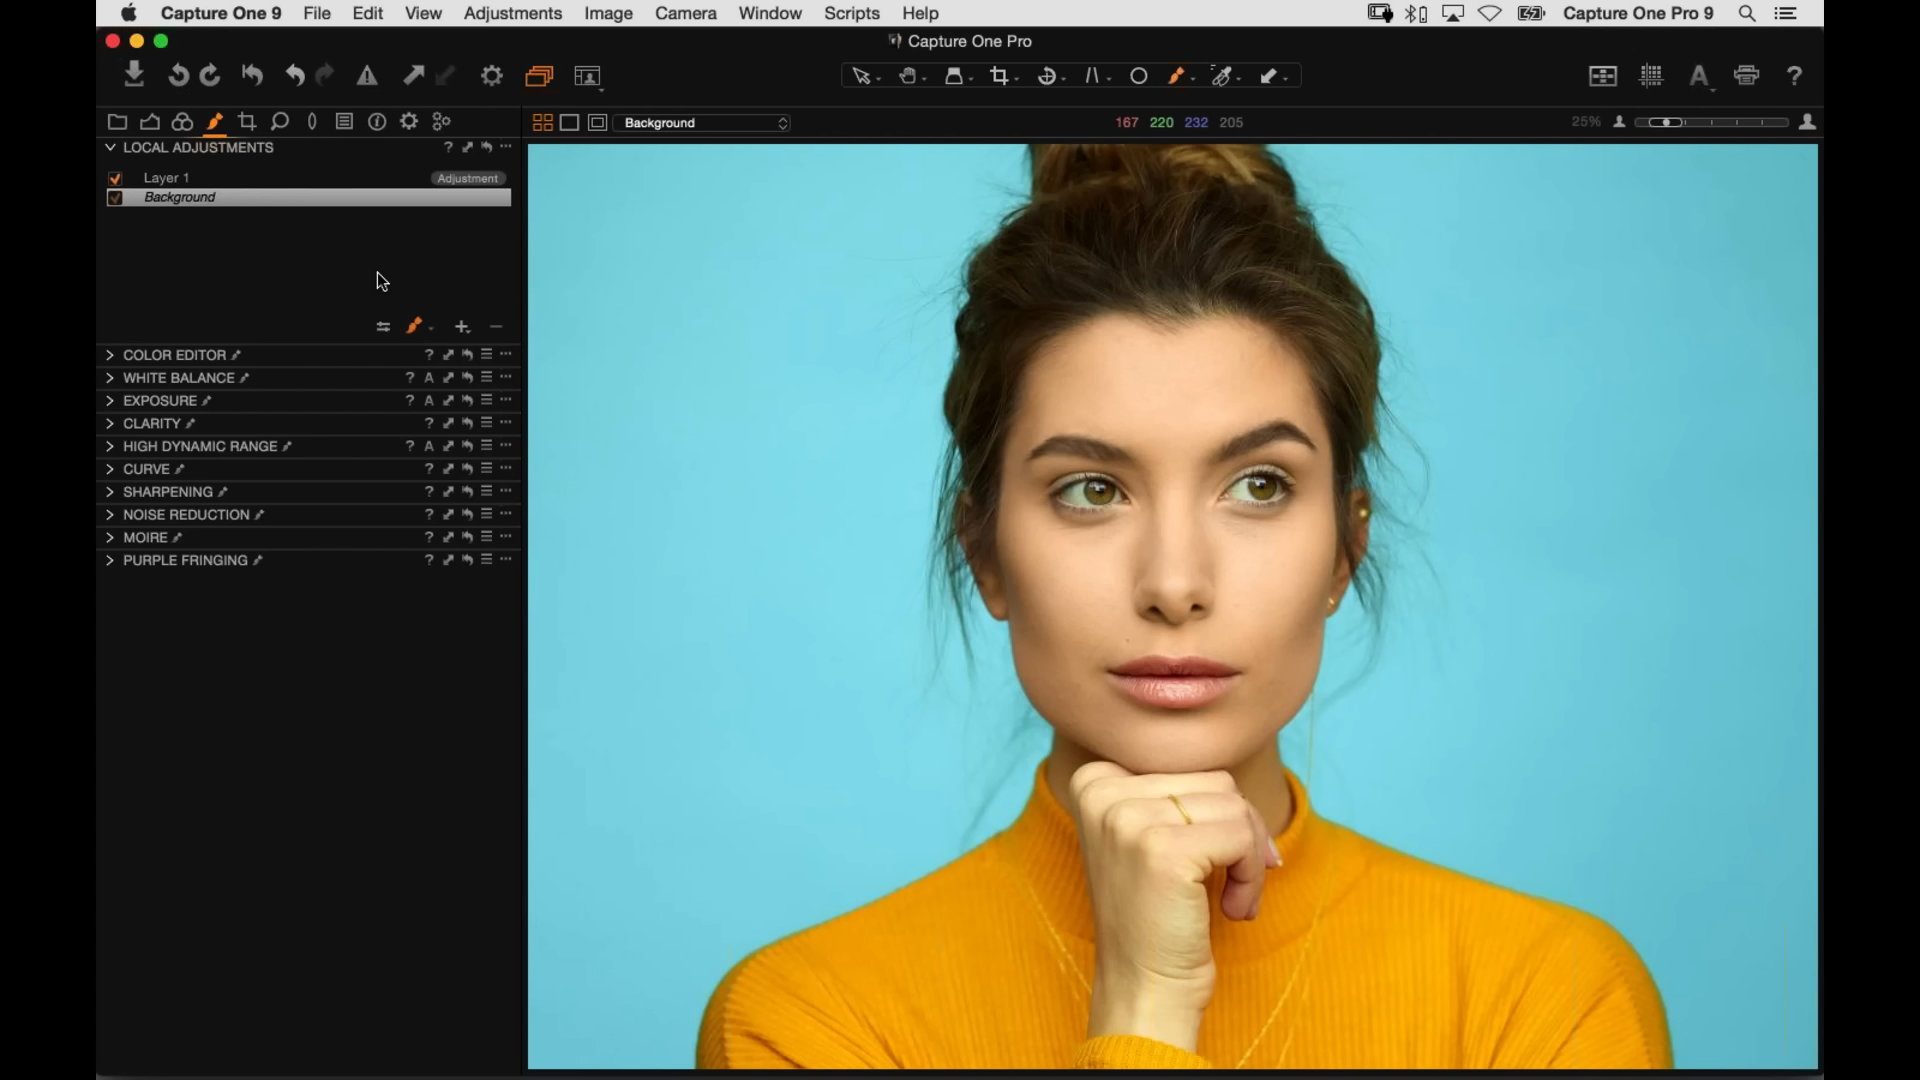 Capture One 9 File Edit View Adjustments Image Camera Window Scripts Help Capture One Pro 9
Capture One Pro
A ?
Background 167 220 232 205 25%
LOCAL ADJUSTMENTS ?
Layer 1 Adjustment
Background
COLOR EDITOR ?
WHITE BALANCE ? A
EXPOSURE ? A
CLARITY ?
HIGH DYNAMIC RANGE ? A
CURVE ?
SHARPENING ?
NOISE REDUCTION ?
MOIRE ?
PURPLE FRINGING ?